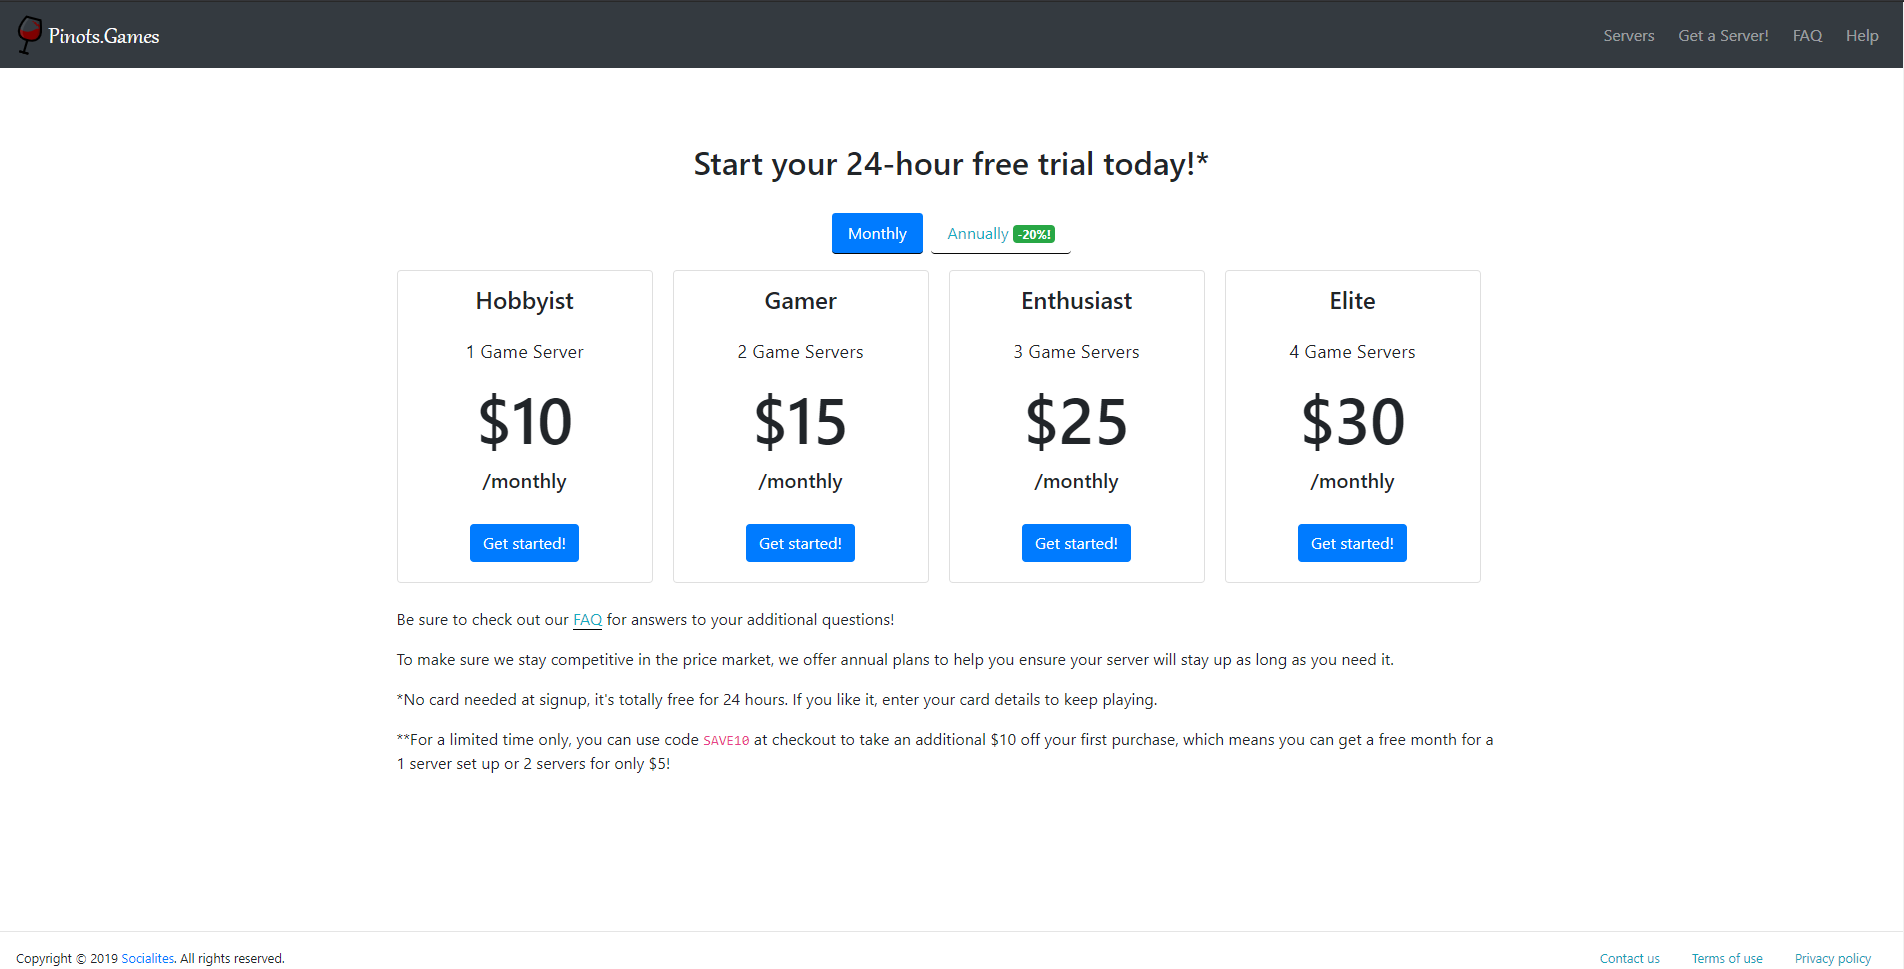 Pinots.Games
Servers Get a Server! FAQ Help
Start your 24-hour free trial today!*
Monthly Annually -20%!
Hobbyist
1 Game Server
$10
/monthly
Get started!
Gamer
2 Game Servers
$15
/monthly
Get started!
Enthusiast
3 Game Servers
$25
/monthly
Get started!
Elite
4 Game Servers
$30
/monthly
Get started!
Be sure to check out our FAQ for answers to your additional questions!
To make sure we stay competitive in the price market, we offer annual plans to help you ensure your server will stay up as long as you need it.
*No card needed at signup, it's totally free for 24 hours. If you like it, enter your card details to keep playing.
**For a limited time only, you can use code SAVE10 at checkout to take an additional $10 off your first purchase, which means you can get a free month for a
1 server set up or 2 servers for only $5!
Copyright © 2019 Socialites. All rights reserved.
Contact us Terms of use Privacy policy